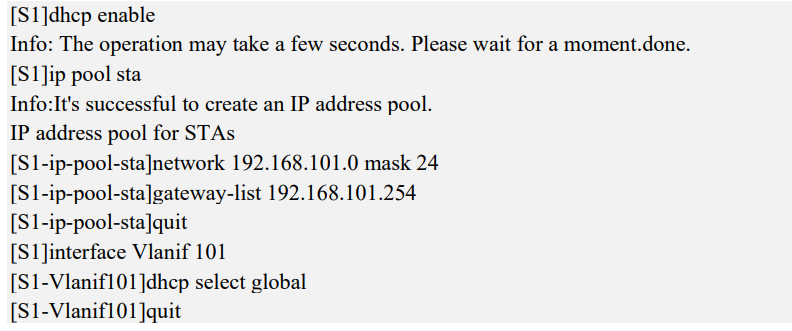 [S1]dhcp enable
Info: The operation may take a few seconds. Please wait for a moment.done.
[S1]ip pool sta
Info:It's successful to create an IP address pool.
IP address pool for STAs
[S1-ip-pool-sta]network 192.168.101.0 mask 24
[S1-ip-pool-sta]gateway-list 192.168.101.254
[S1-ip-pool-sta]quit
[S1]interface Vlanif 101
[S1-Vlanif101]dhcp select global
[S1-Vlanif101]quit